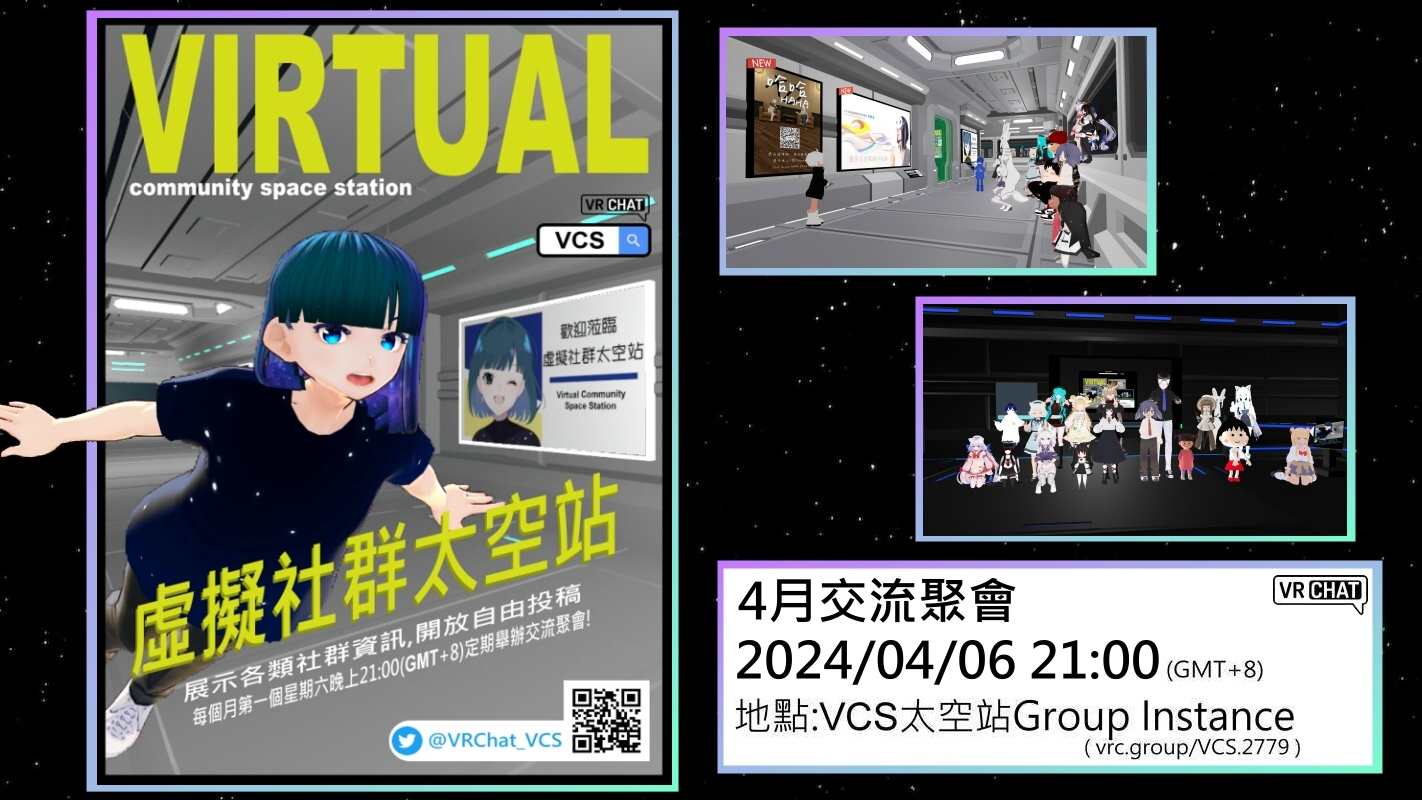 VIRTUAL
community space station
VR CHAT
VCS
歡迎蒞臨
虛擬社群太空站
Virtual Community
Space Station
虛擬社群太空站
展示各類社群資訊,開放自由投稿
每個月第一個星期六晚上21:00(GMT+8)定期舉辦交流聚會!
@VRChat_VCS
NEW
哈哈
HAHA
NEW
VIRTUAL
4月交流聚會
VR CHAT
2024/04/06 21:00 (GMT+8)
地點:VCS太空站Group Instance
( vrc.group/VCS.2779 )